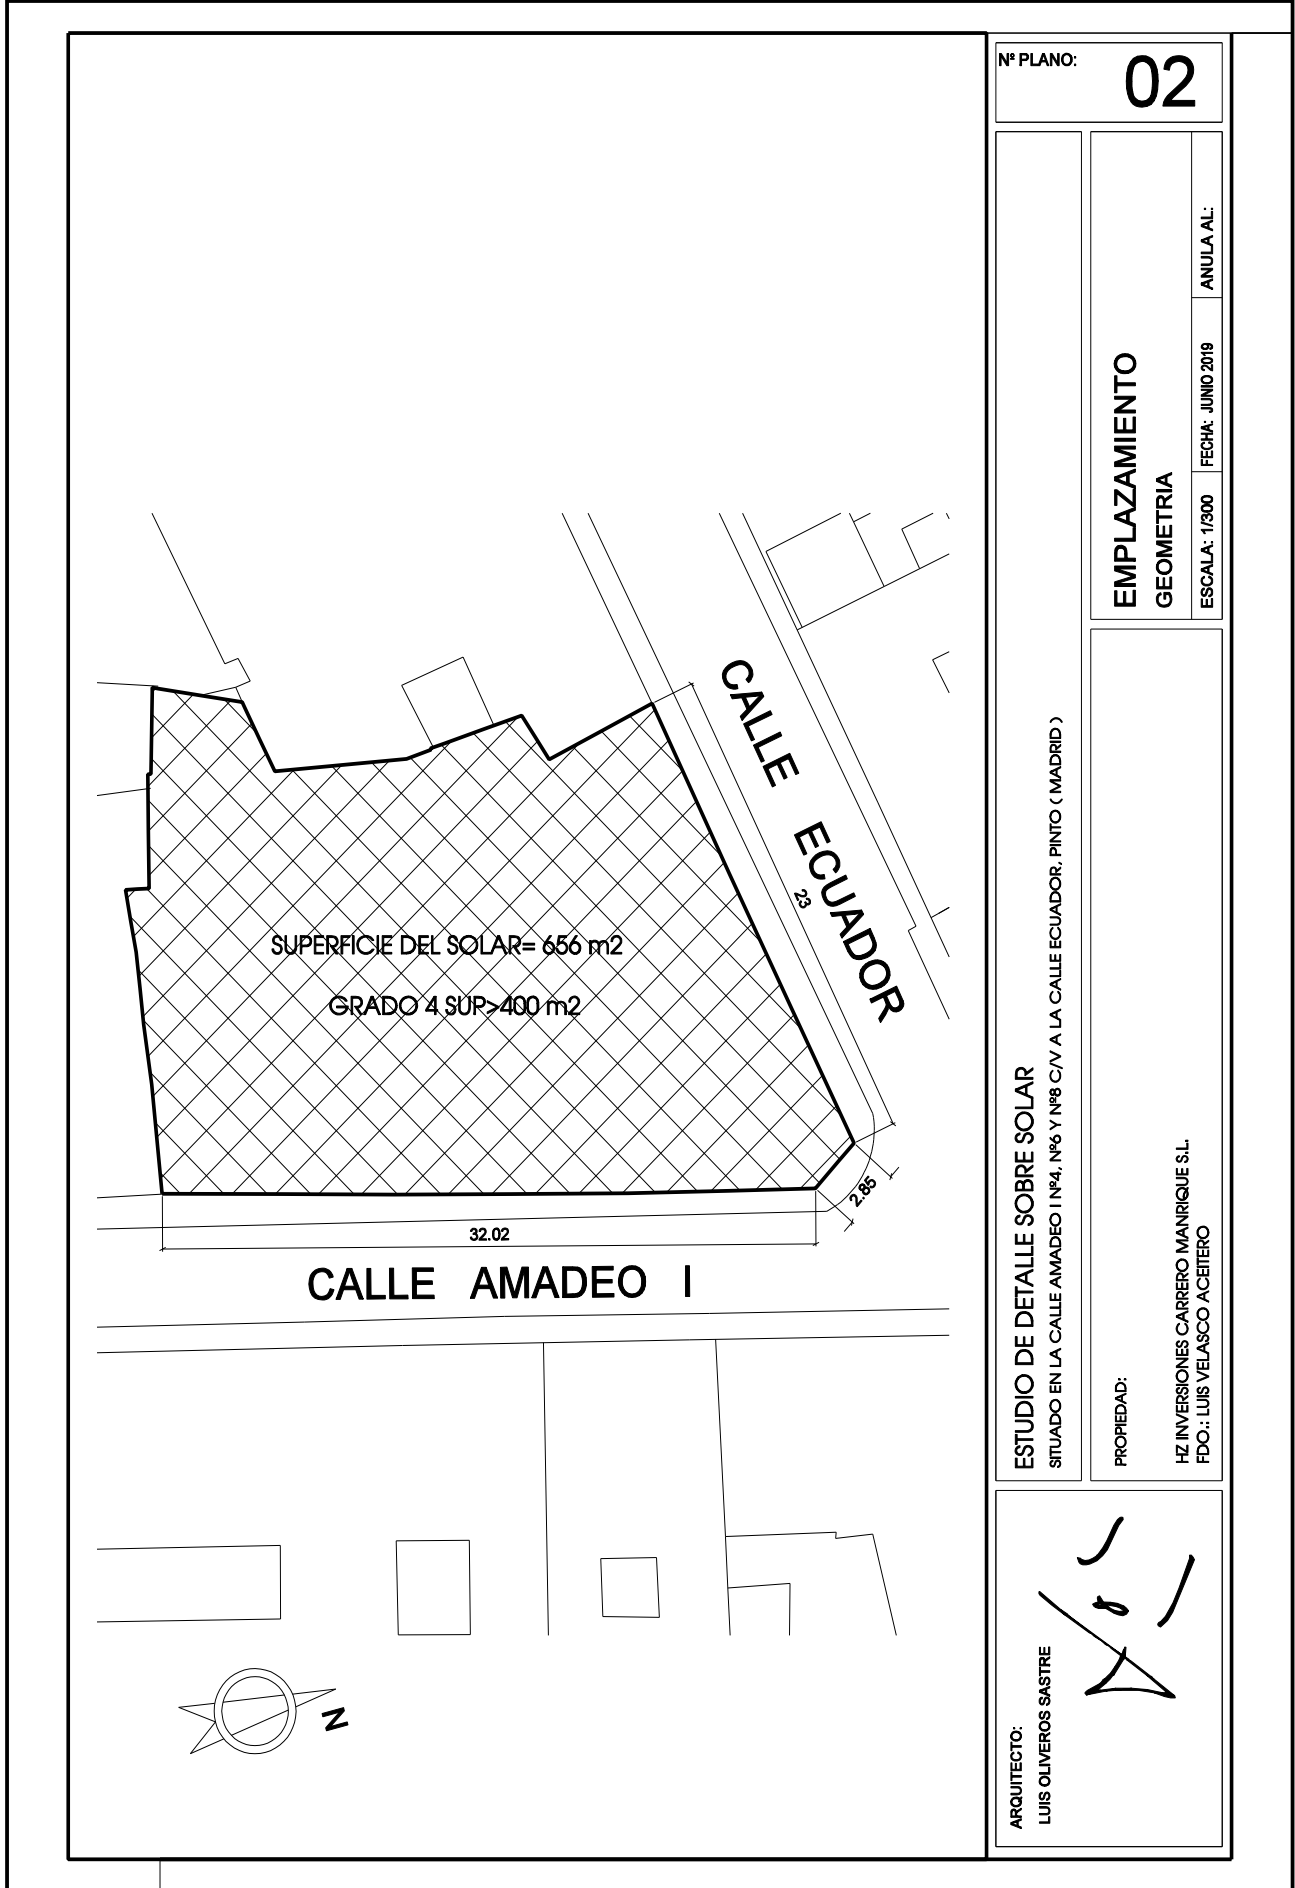 Nº PLANO:
02
ESTUDIO DE DETALLE SOBRE SOLAR
SITUADO EN LA CALLE AMADEO I Nº4, Nº6 Y Nº8 C/V A LA CALLE ECUADOR, PINTO ( MADRID )
EMPLAZAMIENTO
GEOMETRIA
ESCALA: 1/300
FECHA: JUNIO 2019
ANULA AL:
PROPIEDAD:
HZ INVERSIONES CARRERO MANRIQUE S.L.
FDO.: LUIS VELASCO ACEITERO
ARQUITECTO:
LUIS OLIVEROS SASTRE
CALLE ECUADOR
23
SUPERFICIE DEL SOLAR= 656 m2
GRADO 4 SUP>400 m2
2.85
32.02
CALLE AMADEO I
N